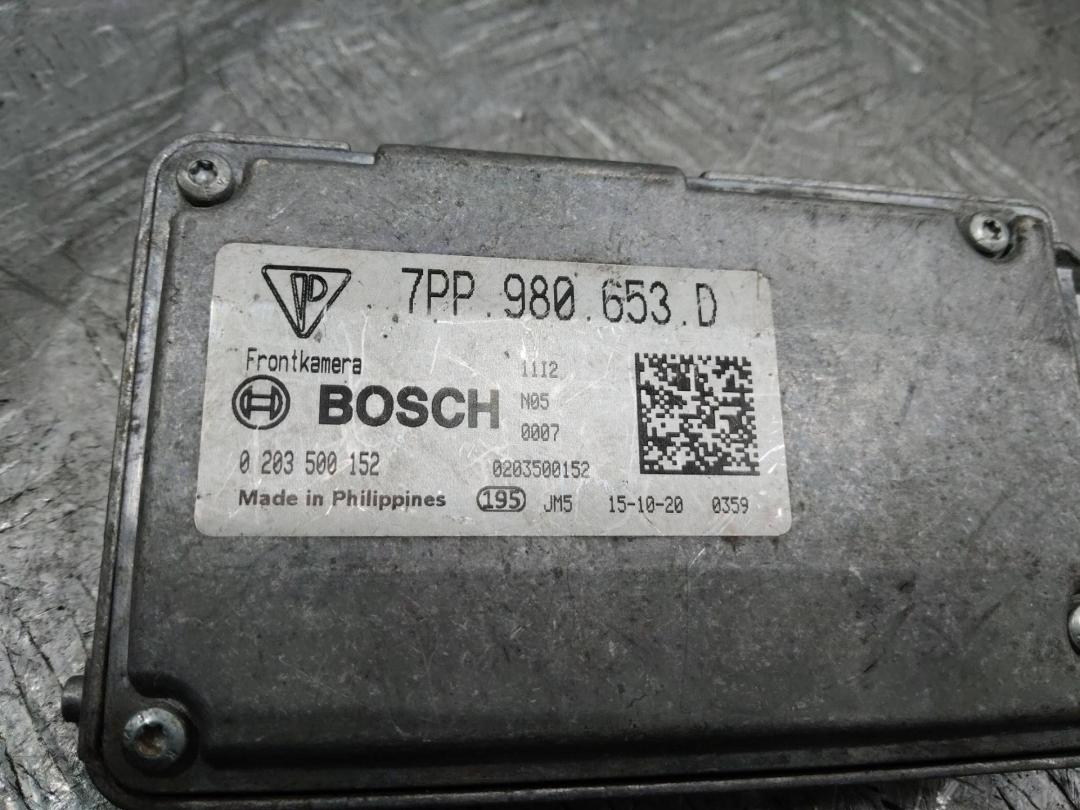 7PP.980.653.D
Frontkamera
11I2
BOSCH
N05
0007
0 203 500 152
0203500152
Made in Philippines
195 JM5 15-10-20 0359